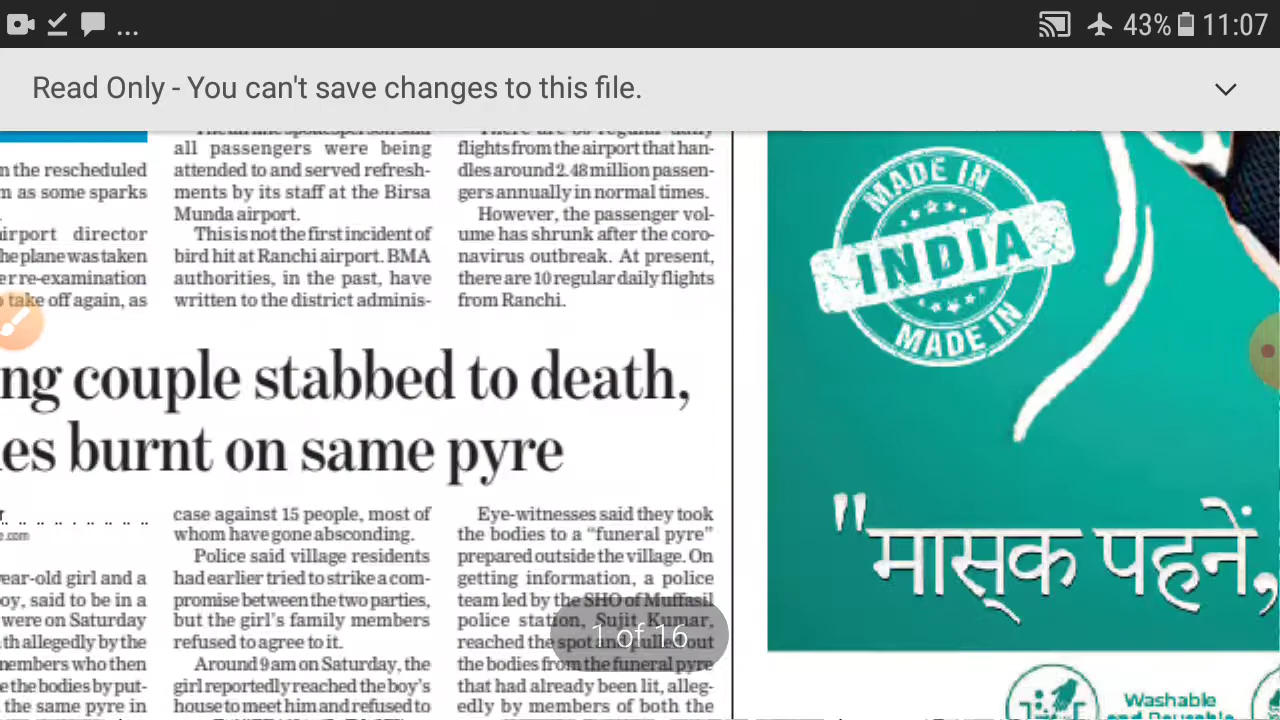 ... 43% 11:07
Read Only - You can't save changes to this file.
n the rescheduled
m as some sparks
airport director
he plane was taken
er re-examination
take off again, as
all passengers were being
attended to and served refresh-
ments by its staff at the Birsa
Munda airport.
This is not the first incident of
bird hit at Ranchi airport. BMA
authorities, in the past, have
written to the district adminis-
flights from the airport that han-
dles around 2.48 million passen-
gers annually in normal times.
However, the passenger vol-
ume has shrunk after the coro-
navirus outbreak. At present,
there are 10 regular daily flights
from Ranchi.
ng couple stabbed to death,
es burnt on same pyre
e.com
year-old girl and a
oy, said to be in a
were on Saturday
th allegedly by the
members who then
e the bodies by put-
the same pyre in
case against 15 people, most of
whom have gone absconding.
Police said village residents
had earlier tried to strike a com-
promise between the two parties,
but the girl's family members
refused to agree to it.
Around 9am on Saturday, the
girl reportedly reached the boy's
house to meet him and refused to
Eye-witnesses said they took
the bodies to a "funeral pyre"
prepared outside the village. On
getting information, a police
team led by the SHO of Muffasil
police station, Sujit Kumar,
reached the spot and pulled out
the bodies from the funeral pyre
that had already been lit, alleg-
edly by members of both the
1 of 16
MADE IN
INDIA
MADE IN
"मास्क पहनें,
Washable
and Reusable